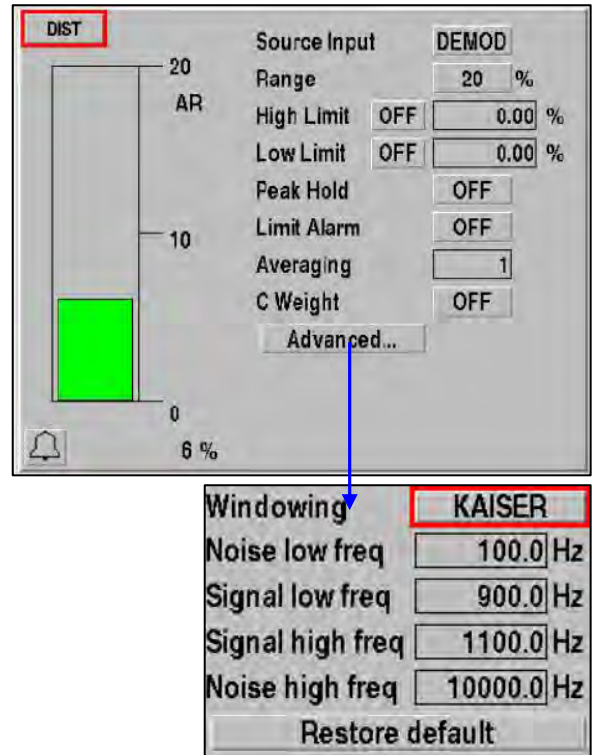 DIST
20
AR
10
0
6 %
Source Input DEMOD
Range 20 %
High Limit OFF 0.00 %
Low Limit OFF 0.00 %
Peak Hold OFF
Limit Alarm OFF
Averaging 1
C Weight OFF
Advanced...
Windowing KAISER
Noise low freq 100.0 Hz
Signal low freq 900.0 Hz
Signal high freq 1100.0 Hz
Noise high freq 10000.0 Hz
Restore default